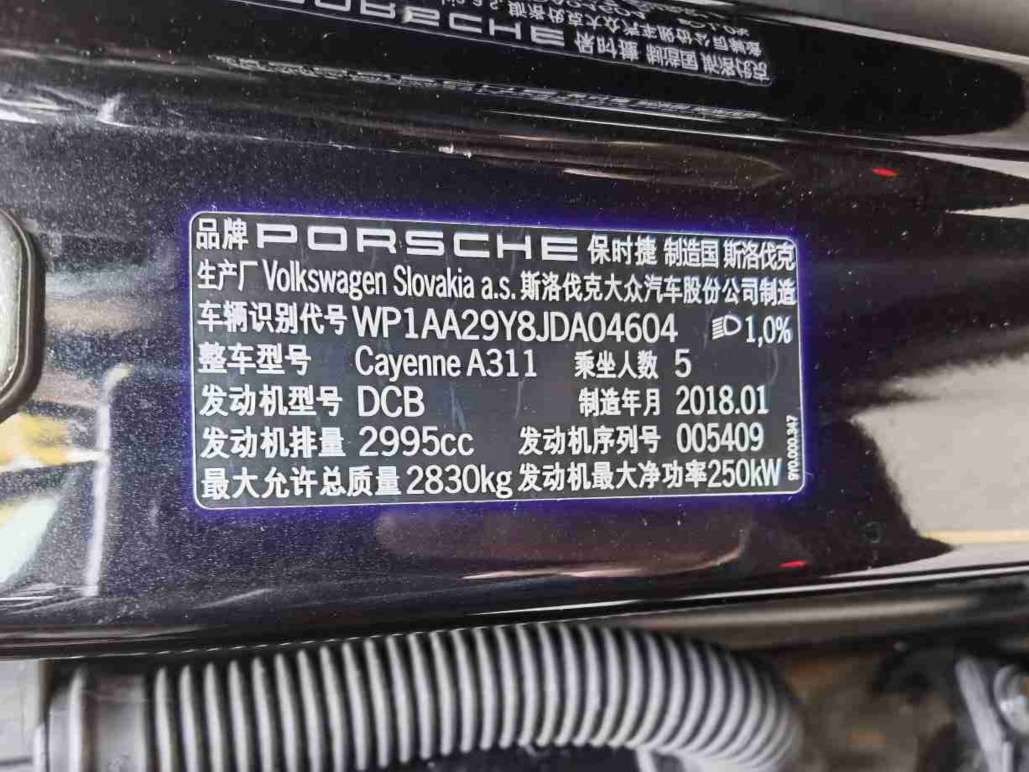 品牌 PORSCHE 保时捷 制造国 斯洛伐克
生产厂 Volkswagen Slovakia a.s. 斯洛伐克大众汽车股份公司制造
车辆识别代号 WP1AA29Y8JDA04604 1,0%
整车型号 Cayenne A311 乘坐人数 5
发动机型号 DCB 制造年月 2018.01
发动机排量 2995cc 发动机序列号 005409
最大允许总质量 2830kg 发动机最大净功率 250kW
9Y0.000.347